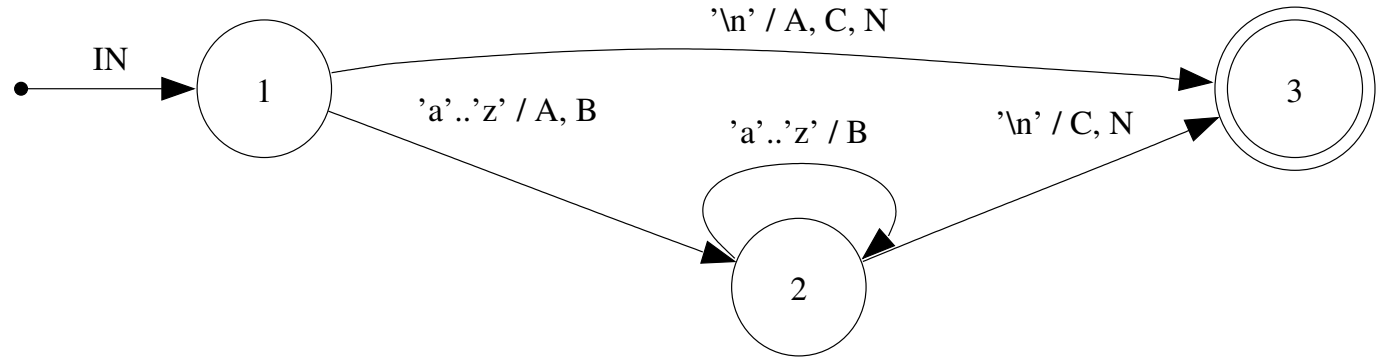 '\n' / A, C, N
IN
1
'a'..'z' / A, B
3
'\n' / C, N
'a'..'z' / B
2